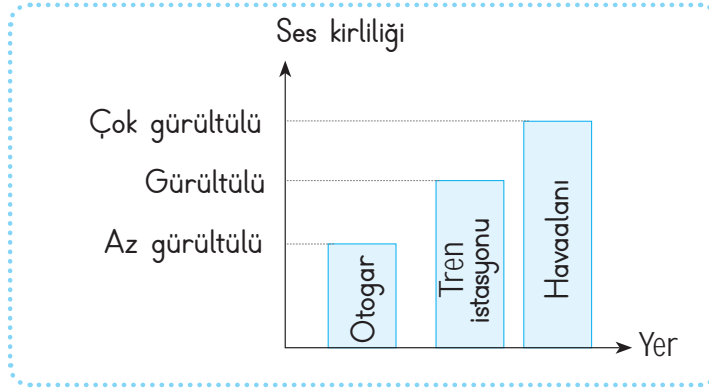 Ses kirliliği
Çok gürültülü
Gürültülü
Az gürültülü
Otogar
Tren
istasyonu
Havaalanı
Yer